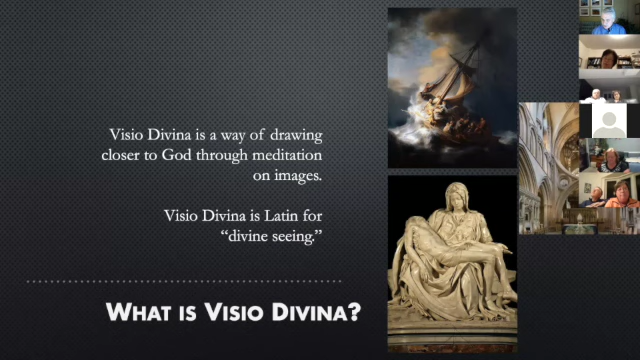 Visio Divina is a way of drawing
closer to God through meditation
on images.
Visio Divina is Latin for
“divine seeing.”
What is Visio Divina?